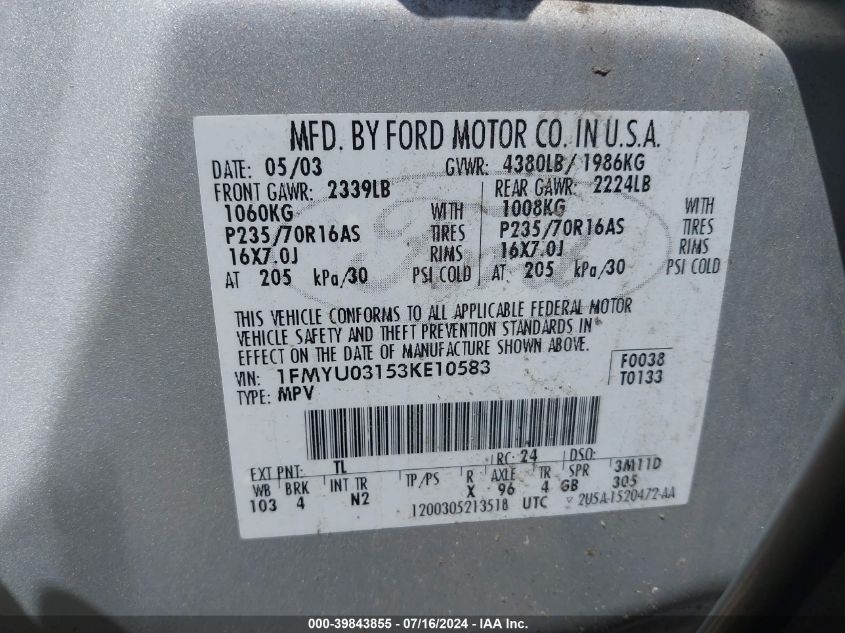 MFD. BY FORD MOTOR CO. IN U.S.A.
DATE: 05/03 GVWR: 4380LB/ 1986KG
FRONT GAWR: 2339LB REAR GAWR: 2224LB
1060KG WITH 1008KG WITH
P235/70R16AS TIRES P235/70R16AS TIRES
16X7.0J RIMS 16X7.0J RIMS
AT 205 kPa/30 PSI COLD AT 205 kPa/30 PSI COLD
THIS VEHICLE CONFORMS TO ALL APPLICABLE FEDERAL MOTOR
VEHICLE SAFETY AND THEFT PREVENTION STANDARDS IN
EFFECT ON THE DATE OF MANUFACTURE SHOWN ABOVE.
VIN: 1FMYU03153KE10583 F0038
TYPE: MPV T0133
EXT PNT: TL RC: 24 DSO:
WB BRK INT TR TP/PS R AXLE TR SPR 3M11D
103 4 N2 X 96 4 GB 305
1200305213518 UTC 2U5A-1520472-AA
000-39843855 - 07/16/2024 - IAA Inc.